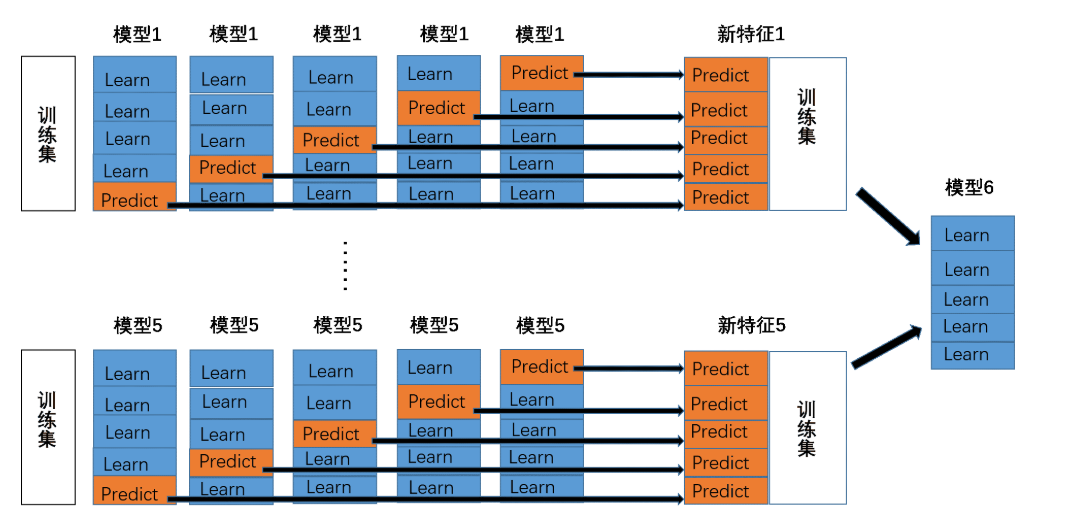 模型1 模型1 模型1 模型1 模型1 新特征1
Learn Learn Learn Learn Predict Predict
Learn Learn Learn Predict Learn Predict
Learn Learn Predict Learn Learn Predict
Learn Predict Learn Learn Learn Predict
Predict Learn Learn Learn Learn Predict
训练集
训练集
模型6
Learn
Learn
Learn
Learn
Learn
模型5 模型5 模型5 模型5 模型5 新特征5
Learn Learn Learn Learn Predict Predict
Learn Learn Learn Predict Learn Predict
Learn Learn Predict Learn Learn Predict
Learn Predict Learn Learn Learn Predict
Predict Learn Learn Learn Learn Predict
训练集
训练集